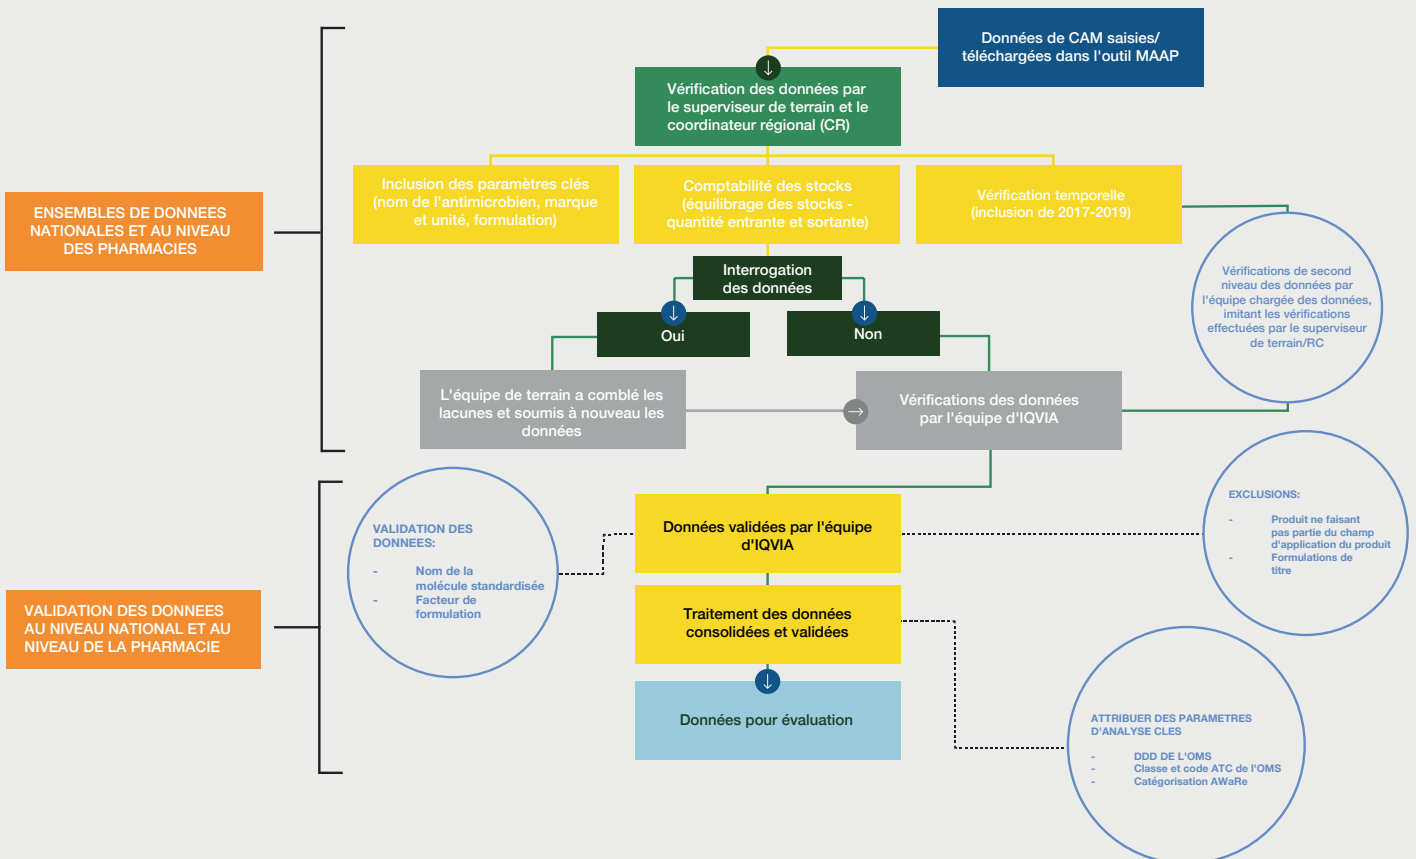 Données de CAM saisies/
téléchargées dans l'outil MAAP
Vérification des données par
le superviseur de terrain et le
coordinateur régional (CR)
Inclusion des paramètres clés
(nom de l'antimicrobien, marque
et unité, formulation)
Comptabilité des stocks
(équilibrage des stocks -
quantité entrante et sortante)
Vérification temporelle
(inclusion de 2017-2019)
ENSEMBLES DE DONNEES
NATIONALES ET AU NIVEAU
DES PHARMACIES
Interrogation
des données
Oui
Non
Vérifications de second
niveau des données par
l'équipe chargée des données,
imitant les vérifications
effectuées par le superviseur
de terrain/RC
L'équipe de terrain a comblé les
lacunes et soumis à nouveau les
données
Vérifications des données
par l'équipe d'IQVIA
VALIDATION DES
DONNEES:
- Nom de la
molécule standardisée
- Facteur de
formulation
Données validées par l'équipe
d'IQVIA
EXCLUSIONS:
- Produit ne faisant
pas partie du champ
d'application du produit
- Formulations de
titre
VALIDATION DES DONNEES
AU NIVEAU NATIONAL ET AU
NIVEAU DE LA PHARMACIE
Traitement des données
consolidées et validées
Données pour évaluation
ATTRIBUER DES PARAMETRES
D'ANALYSE CLES
- DDD DE L'OMS
- Classe et code ATC de l'OMS
- Catégorisation AWaRe